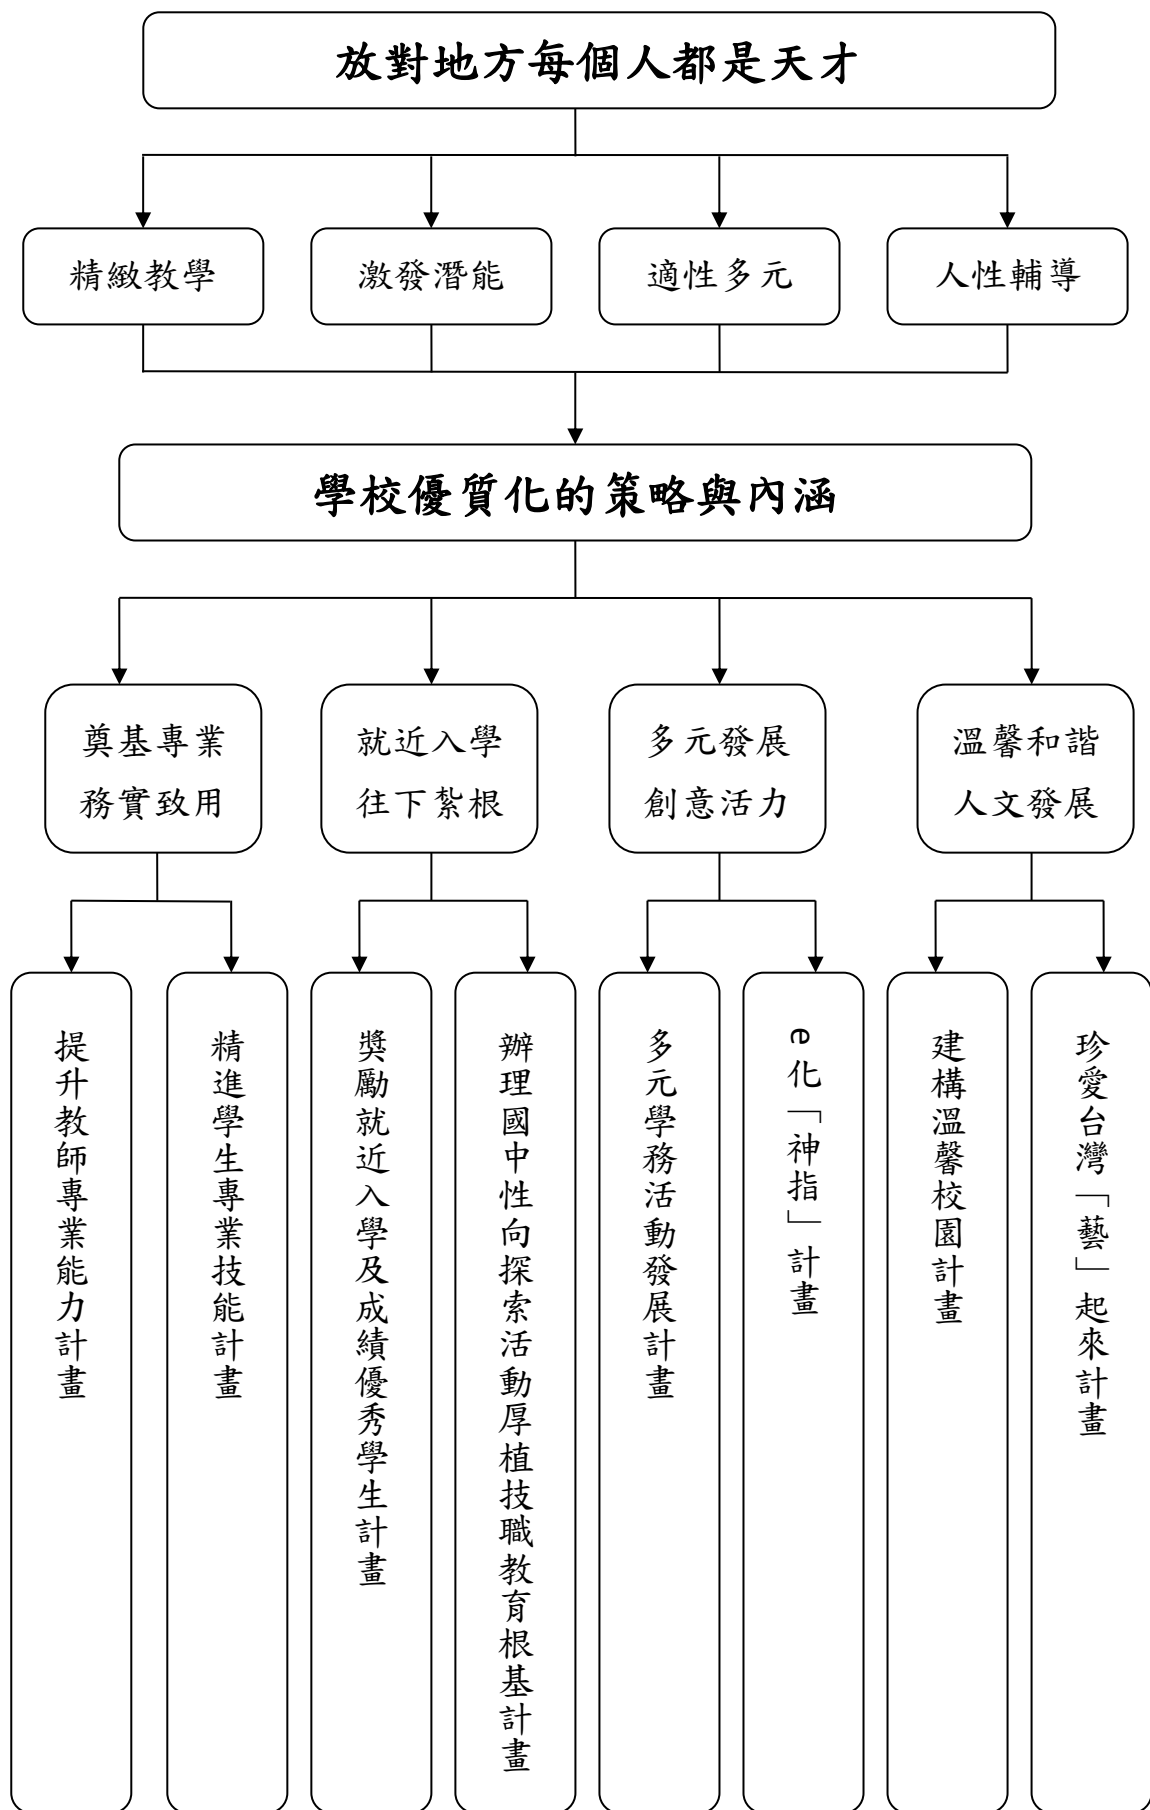 放對地方每個人都是天才
精緻教學
激發潛能
適性多元
人性輔導
學校優質化的策略與內涵
奠基專業
務實致用
就近入學
往下紮根
多元發展
創意活力
溫馨和諧
人文發展
提升教師專業能力計畫
精進學生專業技能計畫
獎勵就近入學及成績優秀學生計畫
辦理國中性向探索活動厚植技職教育根基計畫
多元學務活動發展計畫
e化「神指」計畫
建構溫馨校園計畫
珍愛台灣「藝」起來計畫